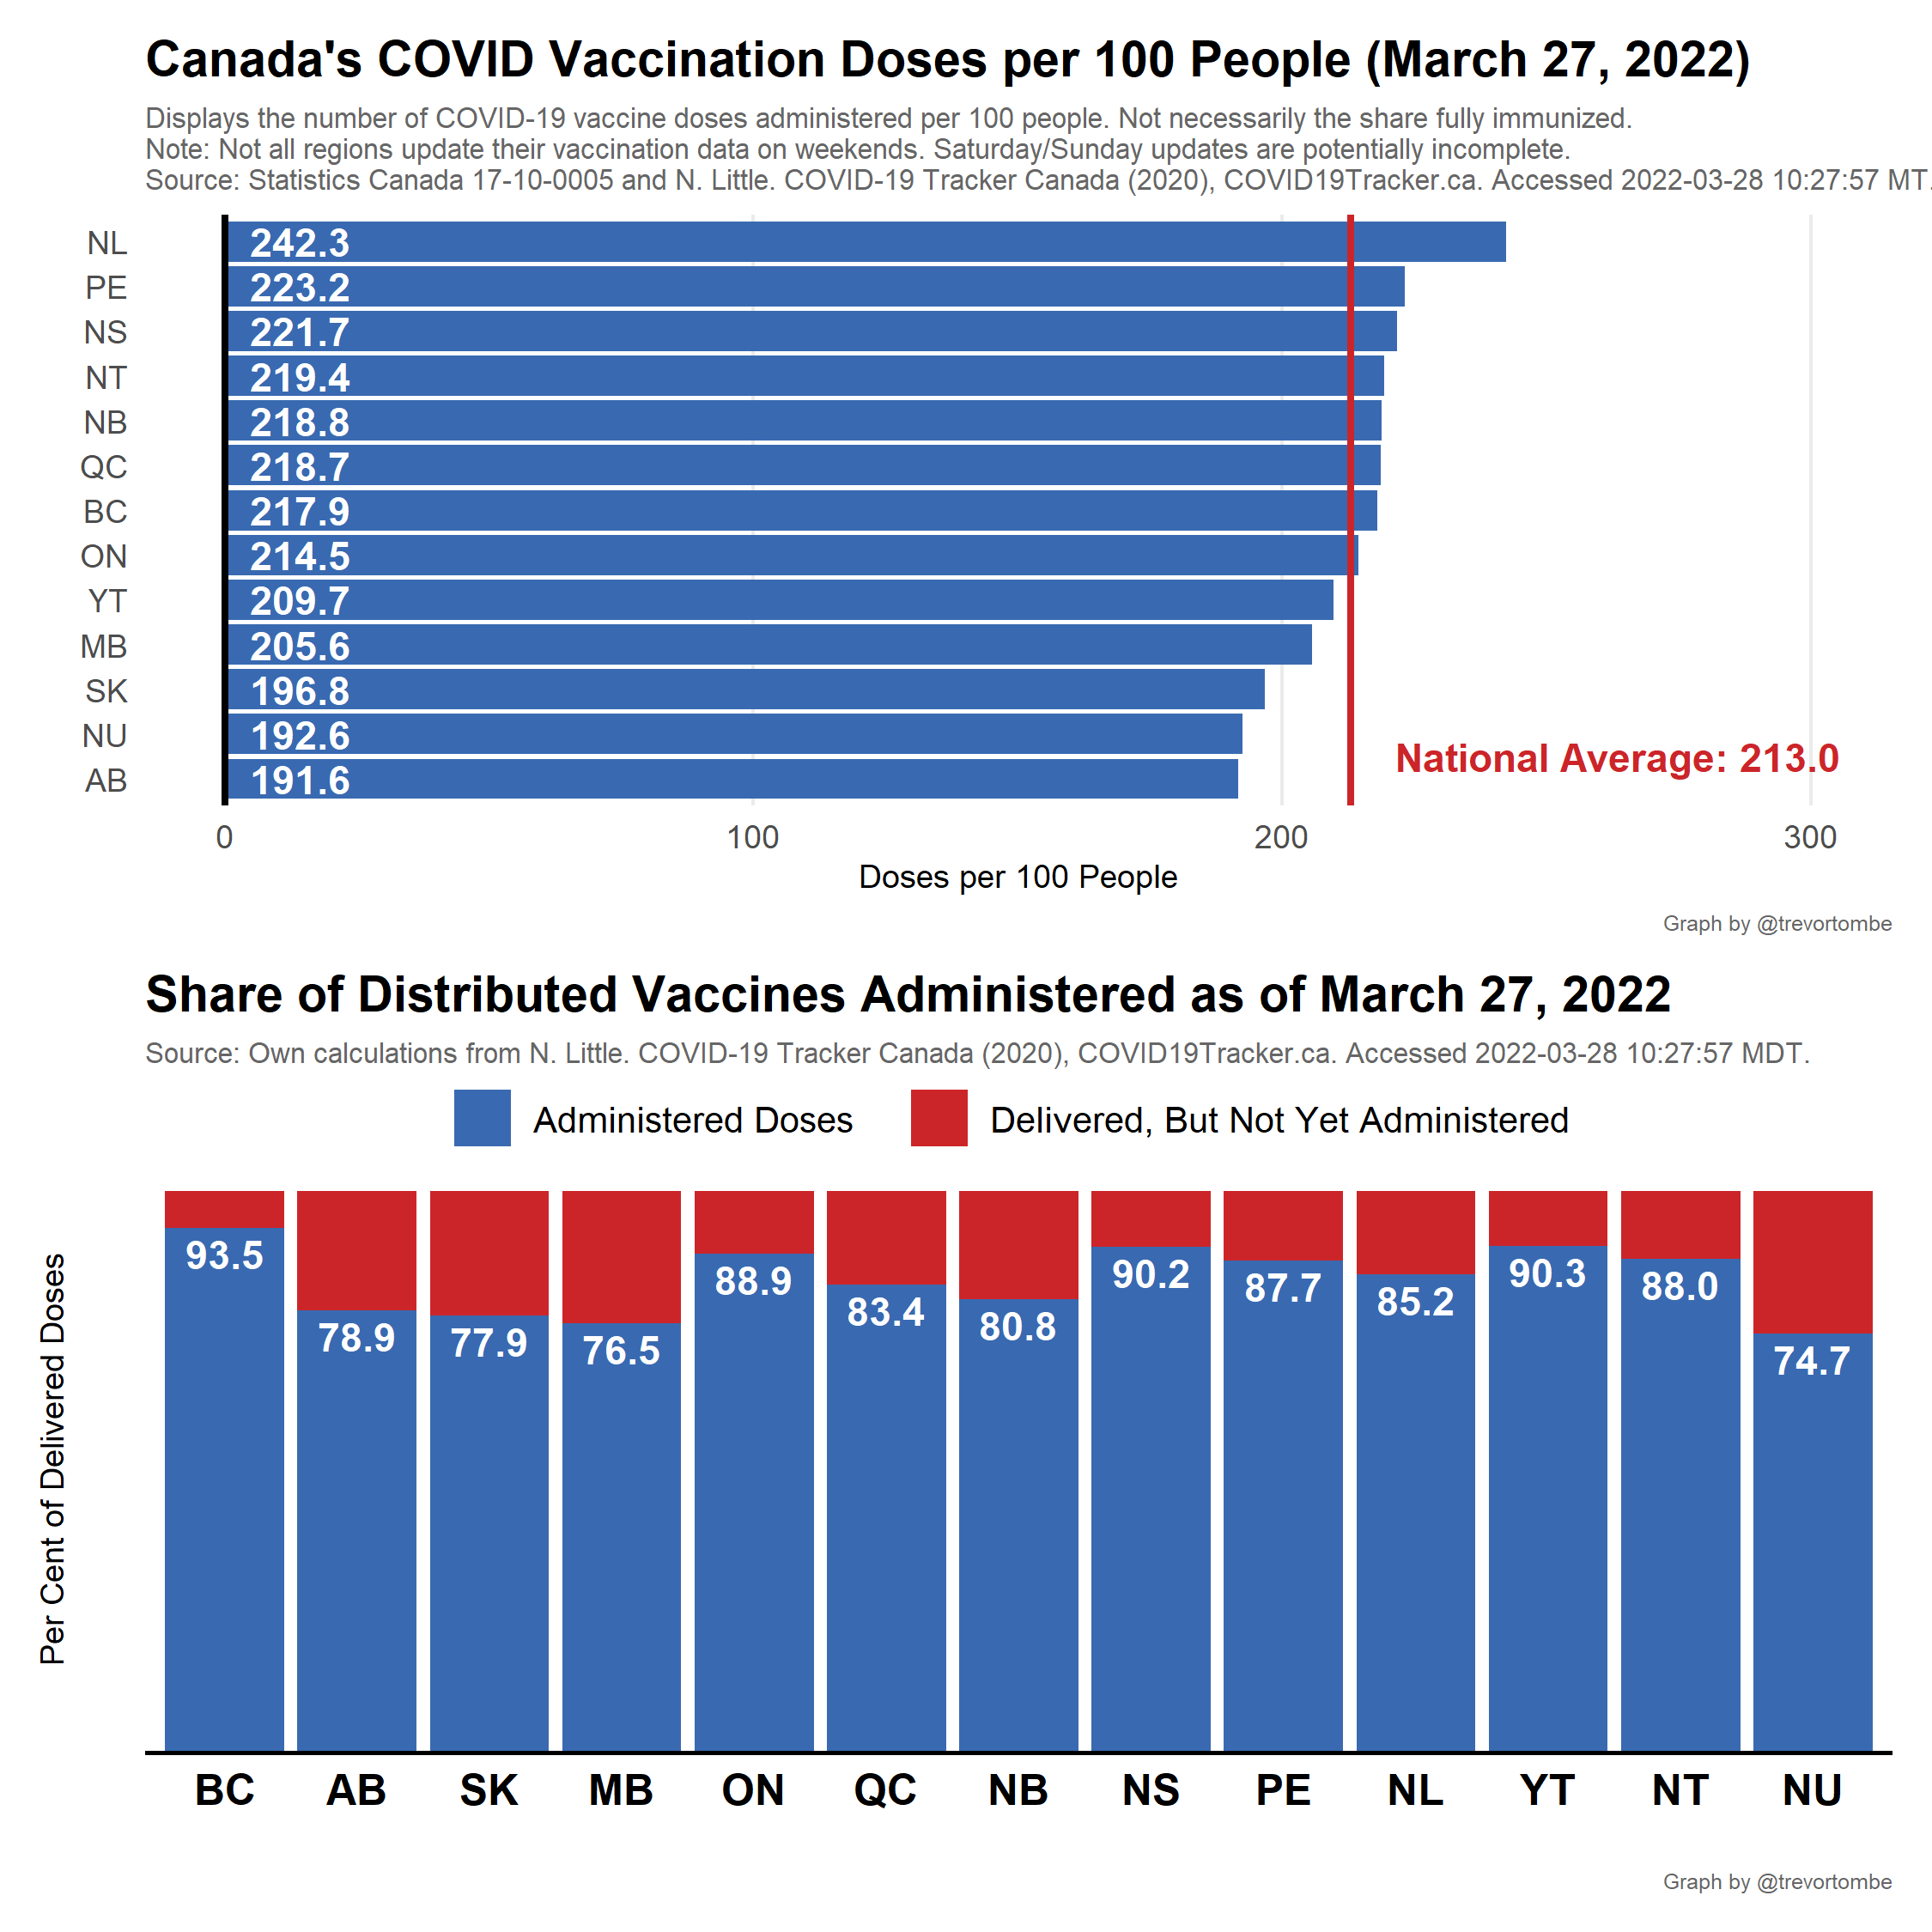 Canada's COVID Vaccination Doses per 100 People (March 27, 2022)
Displays the number of COVID-19 vaccine doses administered per 100 people. Not necessarily the share fully immunized.
Note: Not all regions update their vaccination data on weekends. Saturday/Sunday updates are potentially incomplete.
Source: Statistics Canada 17-10-0005 and N. Little. COVID-19 Tracker Canada (2020), COVID19Tracker.ca. Accessed 2022-03-28 10:27:57 MT.
NL 242.3
PE 223.2
NS 221.7
NT 219.4
NB 218.8
QC 218.7
BC 217.9
ON 214.5
YT 209.7
MB 205.6
SK 196.8
NU 192.6
National Average: 213.0
AB 191.6
0 100 200 300
Doses per 100 People
Graph by @trevortombe
Share of Distributed Vaccines Administered as of March 27, 2022
Source: Own calculations from N. Little. COVID-19 Tracker Canada (2020), COVID19Tracker.ca. Accessed 2022-03-28 10:27:57 MDT.
Administered Doses Delivered, But Not Yet Administered
Per Cent of Delivered Doses
93.5 78.9 77.9 76.5 88.9 83.4 80.8 90.2 87.7 85.2 90.3 88.0 74.7
BC AB SK MB ON QC NB NS PE NL YT NT NU
Graph by @trevortombe